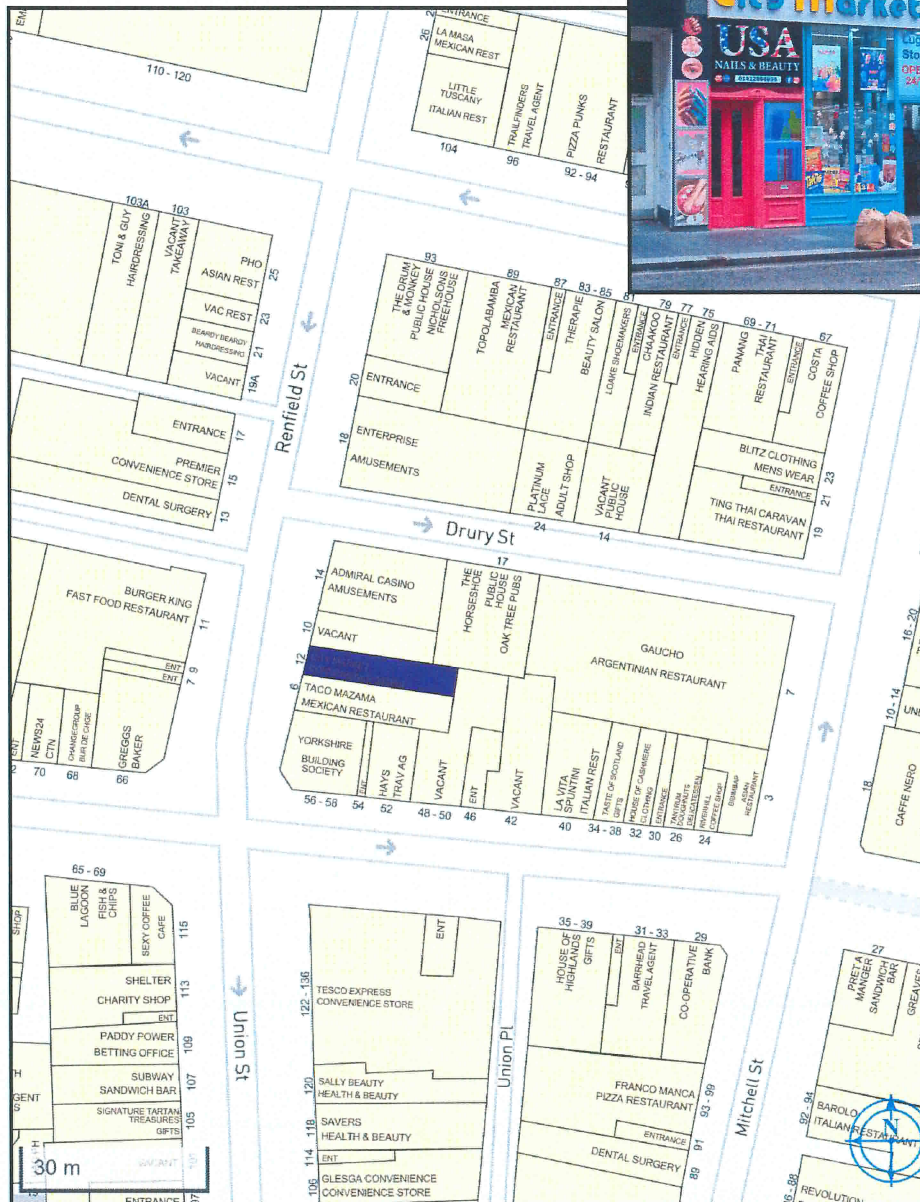 City Market
USA
NAILS & BEAUTY
OPEN
110 - 120
ENTRANCE
26
LA MASA
MEXICAN REST
LITTLE
TUSCANY
ITALIAN REST
TRAILFINDERS
TRAVEL AGENT
PIZZA PUNKS
RESTAURANT
104
96
92 - 94
103A
103
TONI & GUY
HAIRDRESSING
VACANT
TAKEAWAY
PHO
ASIAN REST
25
VAC REST
23
BEARDY BEARDY
HAIRDRESSING
21
VACANT
19A
ENTRANCE
17
PREMIER
CONVENIENCE STORE
15
DENTAL SURGERY
13
Renfield St
93
THE DRUM
& MONKEY
PUBLIC HOUSE
NICHOLSONS
FREEHOUSE
89
TOPOLABAMBA
MEXICAN
RESTAURANT
87
ENTRANCE
83 - 85
THERAPIE
BEAUTY SALON
81
LOAKE SHOEMAKERS
ENTRANCE
79
CHAAKOO
INDIAN RESTAURANT
77
ENTRANCE
75
HIDDEN
HEARING AIDS
69 - 71
PANANG
THAI
RESTAURANT
ENTRANCE
67
COSTA
COFFEE SHOP
20
ENTRANCE
18
ENTERPRISE
AMUSEMENTS
PLATINUM
LACE
ADULT SHOP
24
VACANT
PUBLIC
HOUSE
14
BLITZ CLOTHING
MENS WEAR
23
ENTRANCE
21
TING THAI CARAVAN
THAI RESTAURANT
19
Drury St
BURGER KING
FAST FOOD RESTAURANT
11
ENT
9
ENT
7
ENT
NEWS24
CTN
70
CHANGEGROUP
BUR DE CHGE
68
GREGGS
BAKER
66
14
ADMIRAL CASINO
AMUSEMENTS
10
VACANT
12
6
TACO MAZAMA
MEXICAN RESTAURANT
YORKSHIRE
BUILDING
SOCIETY
56 - 58
ENT
54
HAYS
TRAV AG
52
VACANT
48 - 50
ENT
46
VACANT
42
17
THE
HORSESHOE
PUBLIC
HOUSE
OAK TREE PUBS
GAUCHO
ARGENTINIAN RESTAURANT
7
LA VITA
SPUNTINI
ITALIAN REST
40
TASTE OF SCOTLAND
GIFTS
34 - 38
HOUSE OF CASHMERE
CLOTHING
32
ENTRANCE
30
TANTRUM
DOUGHNUTS
DELICATESSEN
26
RIVERHILL
COFFEE SHOP
24
BIBIMBAP
ASIAN
RESTAURANT
3
16 - 20
10 - 14
18
CAFFE NERO
65 - 69
BLUE
LAGOON
FISH &
CHIPS
SEXY COFFEE
CAFE
115
SHOP
SHELTER
CHARITY SHOP
113
ENT
PADDY POWER
BETTING OFFICE
109
SUBWAY
SANDWICH BAR
107
SIGNATURE TARTAN
TREASURES
GIFTS
105
VACANT
101
ENTRANCE
97
Union St
ENT
TESCO EXPRESS
CONVENIENCE STORE
122 - 136
SALLY BEAUTY
HEALTH & BEAUTY
120
SAVERS
HEALTH & BEAUTY
118
ENT
114
GLESGA CONVENIENCE
CONVENIENCE STORE
106
Union Pl
35 - 39
HOUSE OF
HIGHLANDS
GIFTS
ENT
31 - 33
BARRHEAD
TRAVEL AGENT
29
CO-OPERATIVE
BANK
FRANCO MANCA
PIZZA RESTAURANT
93 - 99
ENTRANCE
91
DENTAL SURGERY
89
Mitchell St
27
PRET A
MANGER
SANDWICH
BAR
92 - 94
BAROLO
ITALIAN RESTAURANT
N
REVOLUTION
30 m